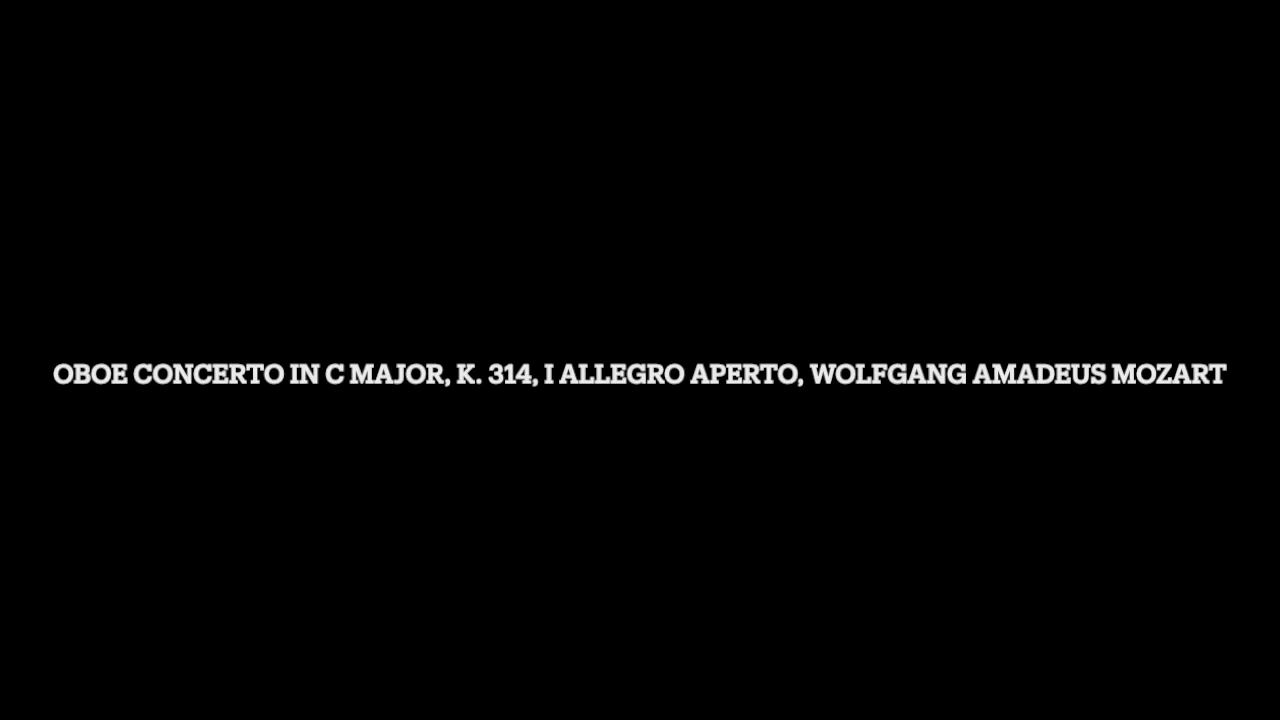 OBOE CONCERTO IN C MAJOR, K. 314, I ALLEGRO APERTO, WOLFGANG AMADEUS MOZART